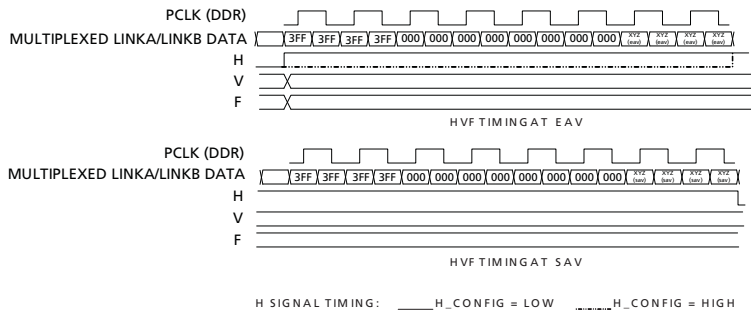 PCLK (DDR)
MULTIPLEXED LINKA/LINKB DATA 3FF 3FF 3FF 3FF 000 000 000 000 000 000 000 000 XYZ (eav) XYZ (eav) XYZ (eav) XYZ (eav)
H
V
F
HVF TIMING AT EAV
PCLK (DDR)
MULTIPLEXED LINKA/LINKB DATA 3FF 3FF 3FF 3FF 000 000 000 000 000 000 000 000 XYZ (sav) XYZ (sav) XYZ (sav) XYZ (sav)
H
V
F
HVF TIMING AT SAV
H SIGNAL TIMING: H_CONFIG = LOW H_CONFIG = HIGH